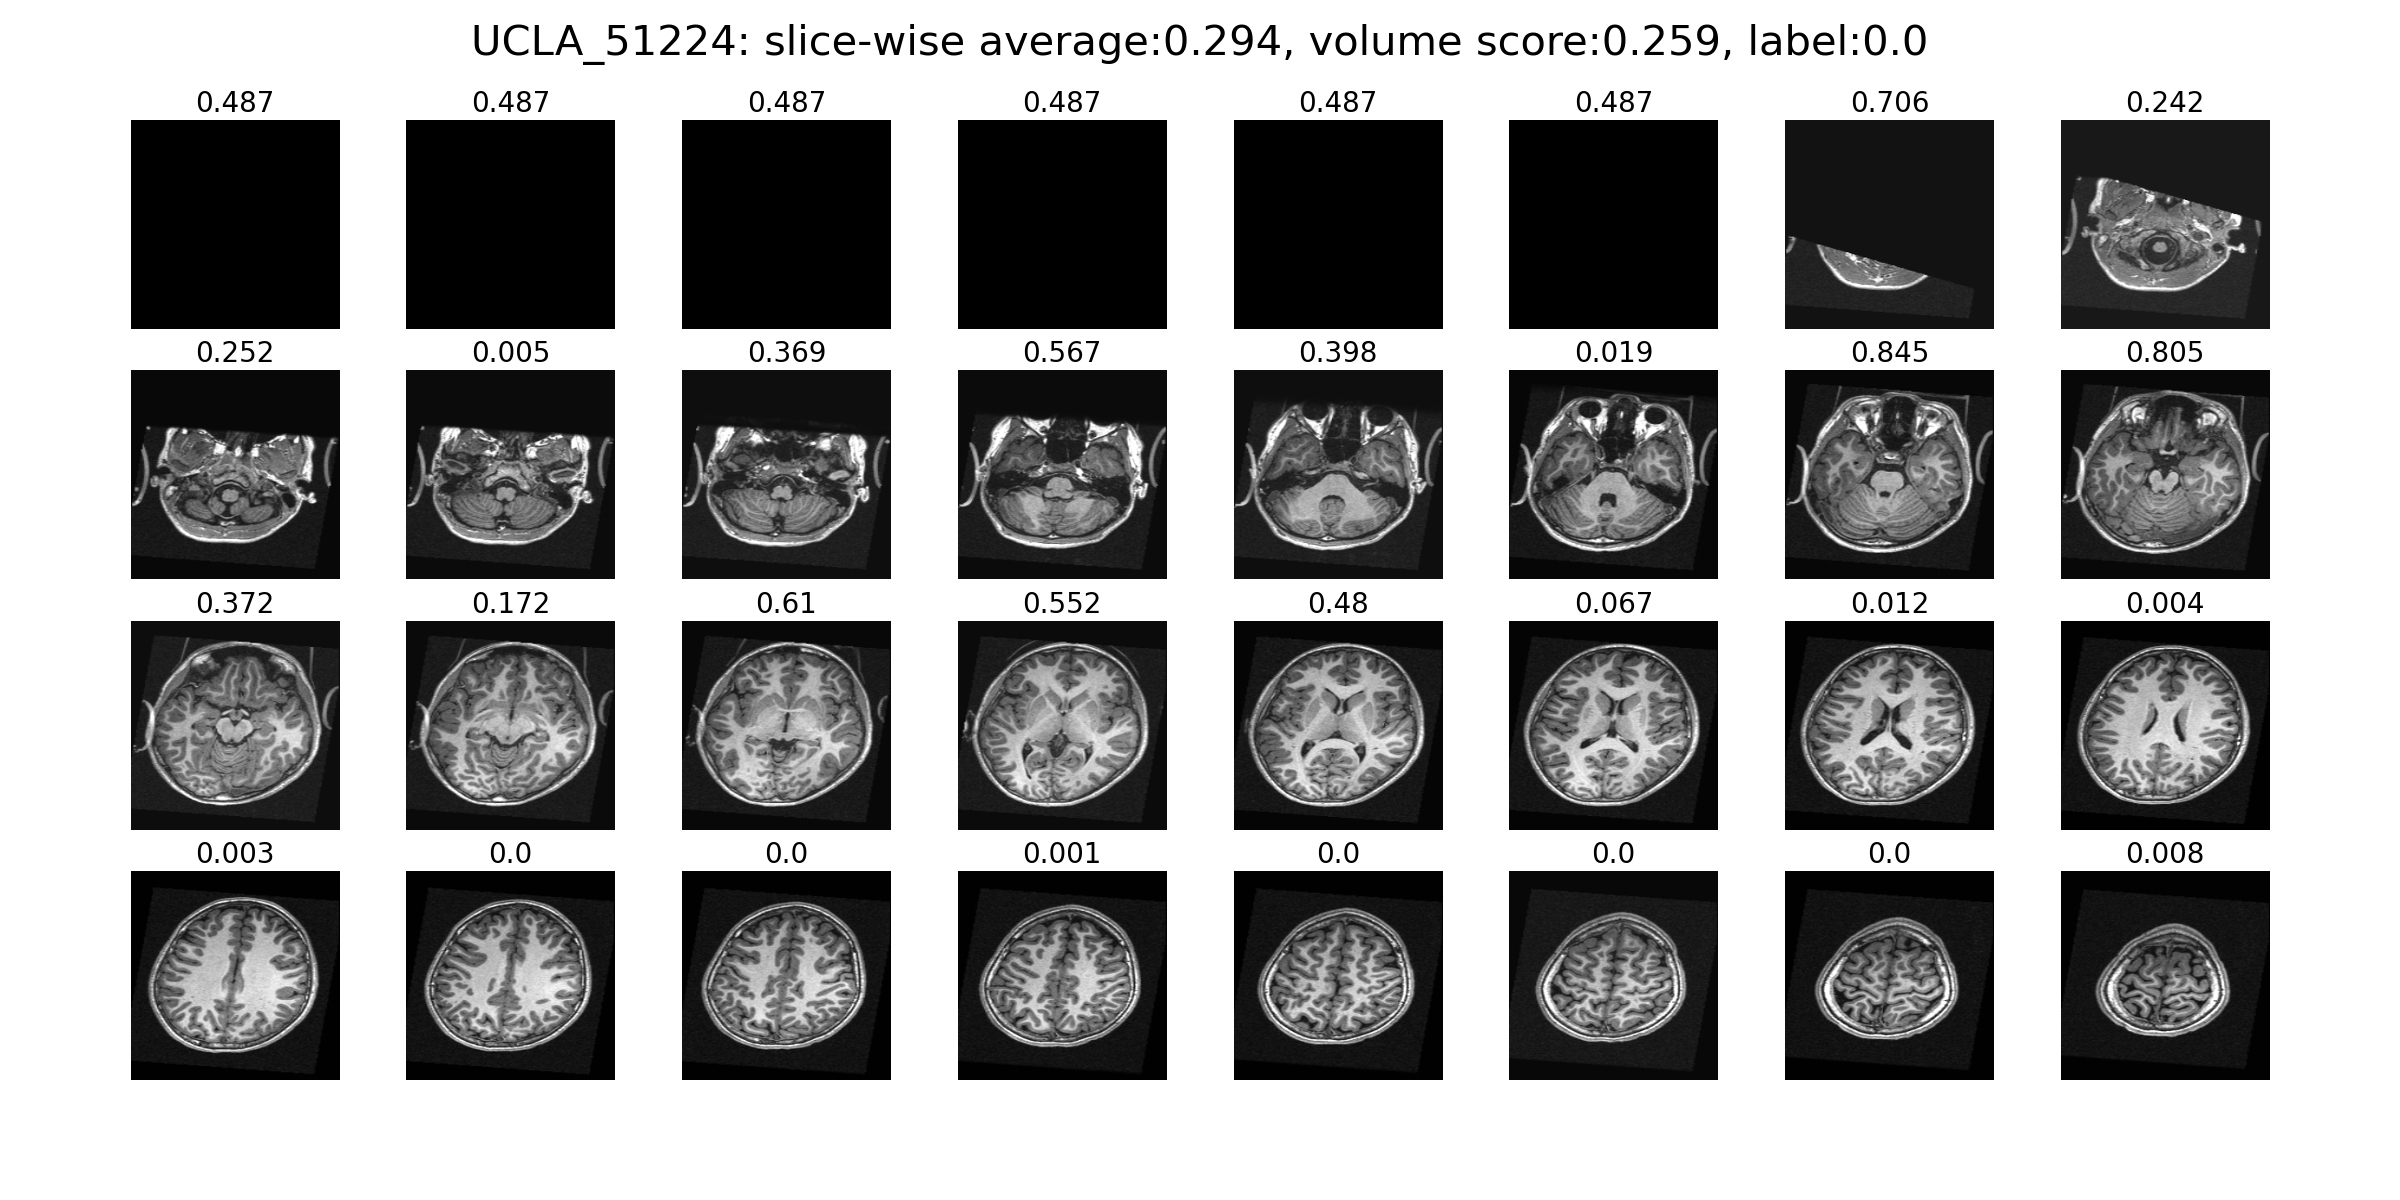 UCLA_51224: slice-wise average:0.294, volume score:0.259, label:0.0
0.487 0.487 0.487 0.487 0.487 0.487 0.706 0.242
0.252 0.005 0.369 0.567 0.398 0.019 0.845 0.805
0.372 0.172 0.61 0.552 0.48 0.067 0.012 0.004
0.003 0.0 0.0 0.001 0.0 0.0 0.0 0.008